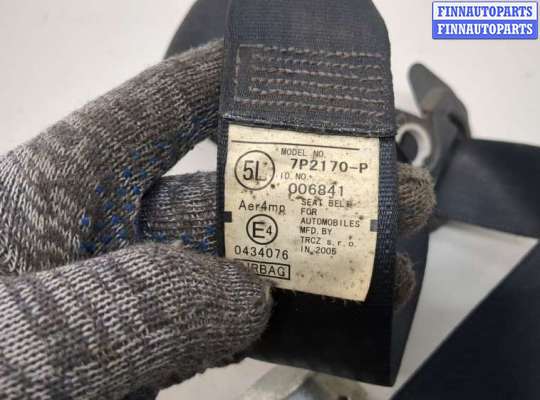 FINNAUTOPARTS
FINNAUTOPARTS
MODEL NO.
5L 7P2170-P
I.D. NO.
006841
Aer4mp SEAT BELT
FOR
AUTOMOBILES
E4 MFD. BY
TRCZ s.r.o.
0434076 IN 2005
AIRBAG